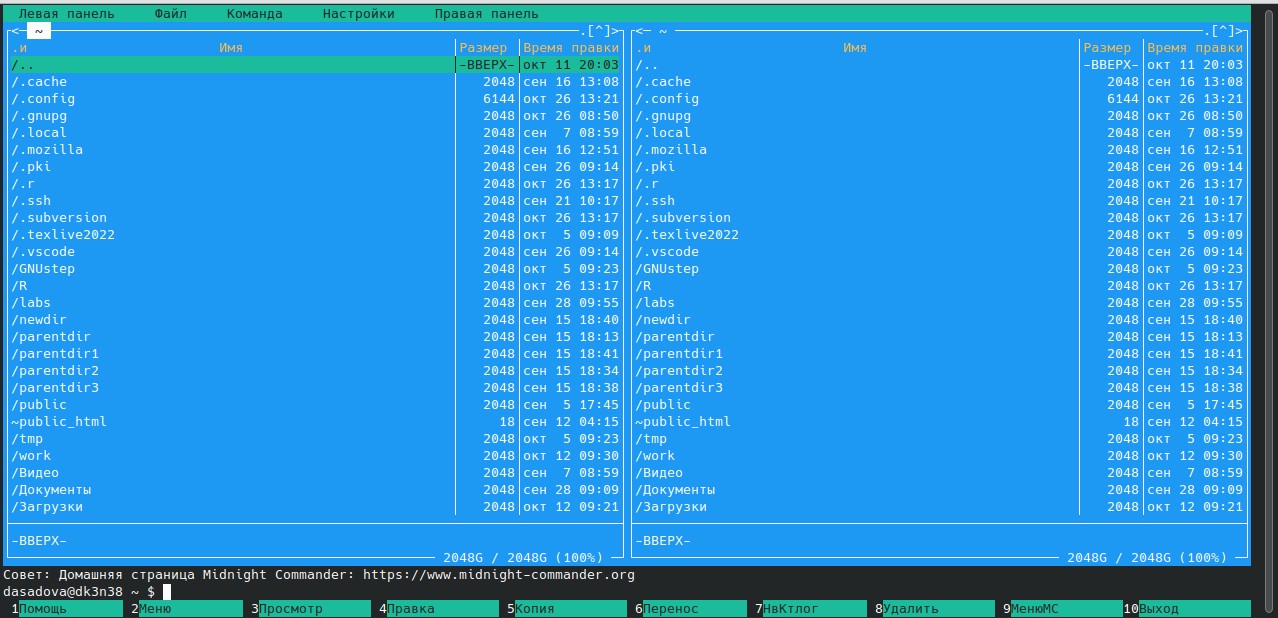 Левая панель Файл Команда Настройки Правая панель
<─ ~ .[^]> <─ ~ .[^]>
.и Имя Размер Время правки .и Имя Размер Время правки
/.. -ВВЕРХ- окт 11 20:03 /.. -ВВЕРХ- окт 11 20:03
/.cache 2048 сен 16 13:08 /.cache 2048 сен 16 13:08
/.config 6144 окт 26 13:21 /.config 6144 окт 26 13:21
/.gnupg 2048 окт 26 08:50 /.gnupg 2048 окт 26 08:50
/.local 2048 сен 7 08:59 /.local 2048 сен 7 08:59
/.mozilla 2048 сен 16 12:51 /.mozilla 2048 сен 16 12:51
/.pki 2048 сен 26 09:14 /.pki 2048 сен 26 09:14
/.r 2048 окт 26 13:17 /.r 2048 окт 26 13:17
/.ssh 2048 сен 21 10:17 /.ssh 2048 сен 21 10:17
/.subversion 2048 окт 26 13:17 /.subversion 2048 окт 26 13:17
/.texlive2022 2048 окт 5 09:09 /.texlive2022 2048 окт 5 09:09
/.vscode 2048 сен 26 09:14 /.vscode 2048 сен 26 09:14
/GNUstep 2048 окт 5 09:23 /GNUstep 2048 окт 5 09:23
/R 2048 окт 26 13:17 /R 2048 окт 26 13:17
/labs 2048 сен 28 09:55 /labs 2048 сен 28 09:55
/newdir 2048 сен 15 18:40 /newdir 2048 сен 15 18:40
/parentdir 2048 сен 15 18:13 /parentdir 2048 сен 15 18:13
/parentdir1 2048 сен 15 18:41 /parentdir1 2048 сен 15 18:41
/parentdir2 2048 сен 15 18:34 /parentdir2 2048 сен 15 18:34
/parentdir3 2048 сен 15 18:38 /parentdir3 2048 сен 15 18:38
/public 2048 сен 5 17:45 /public 2048 сен 5 17:45
~public_html 18 сен 12 04:15 ~public_html 18 сен 12 04:15
/tmp 2048 окт 5 09:23 /tmp 2048 окт 5 09:23
/work 2048 окт 12 09:30 /work 2048 окт 12 09:30
/Видео 2048 сен 7 08:59 /Видео 2048 сен 7 08:59
/Документы 2048 сен 28 09:09 /Документы 2048 сен 28 09:09
/Загрузки 2048 окт 12 09:21 /Загрузки 2048 окт 12 09:21
-ВВЕРХ- -ВВЕРХ-
2048G / 2048G (100%) 2048G / 2048G (100%)
Совет: Домашняя страница Midnight Commander: https://www.midnight-commander.org
dasadova@dk3n38 ~ $
1Помощь 2Меню 3Просмотр 4Правка 5Копия 6Перенос 7НвКтлог 8Удалить 9МенюМС 10Выход